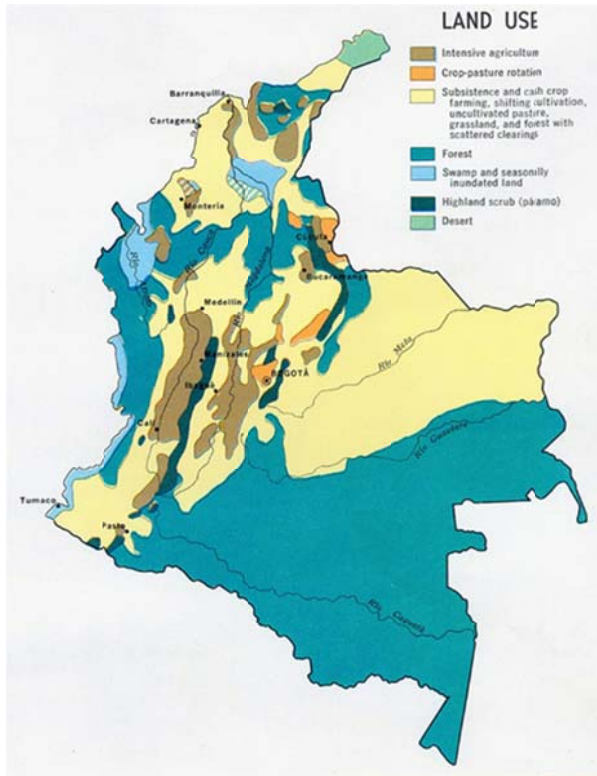 LAND USE
Intensive agriculture
Crop-pasture rotation
Subsistence and cash crop
farming, shifting cultivation,
uncultivated pasture,
grassland, and forest with
scattered clearings
Forest
Swamp and seasonally
inundated land
Highland scrub (páramo)
Desert
Barranquilla
Cartagena
Montería
Cúcuta
Bucaramanga
Río Cauca
Río Magdalena
Río Atrato
Medellín
Manizales
Río Meta
BOGOTÁ
Ibagué
Cali
Río Guaviare
Tumaco
Pasto
Río Caquetá